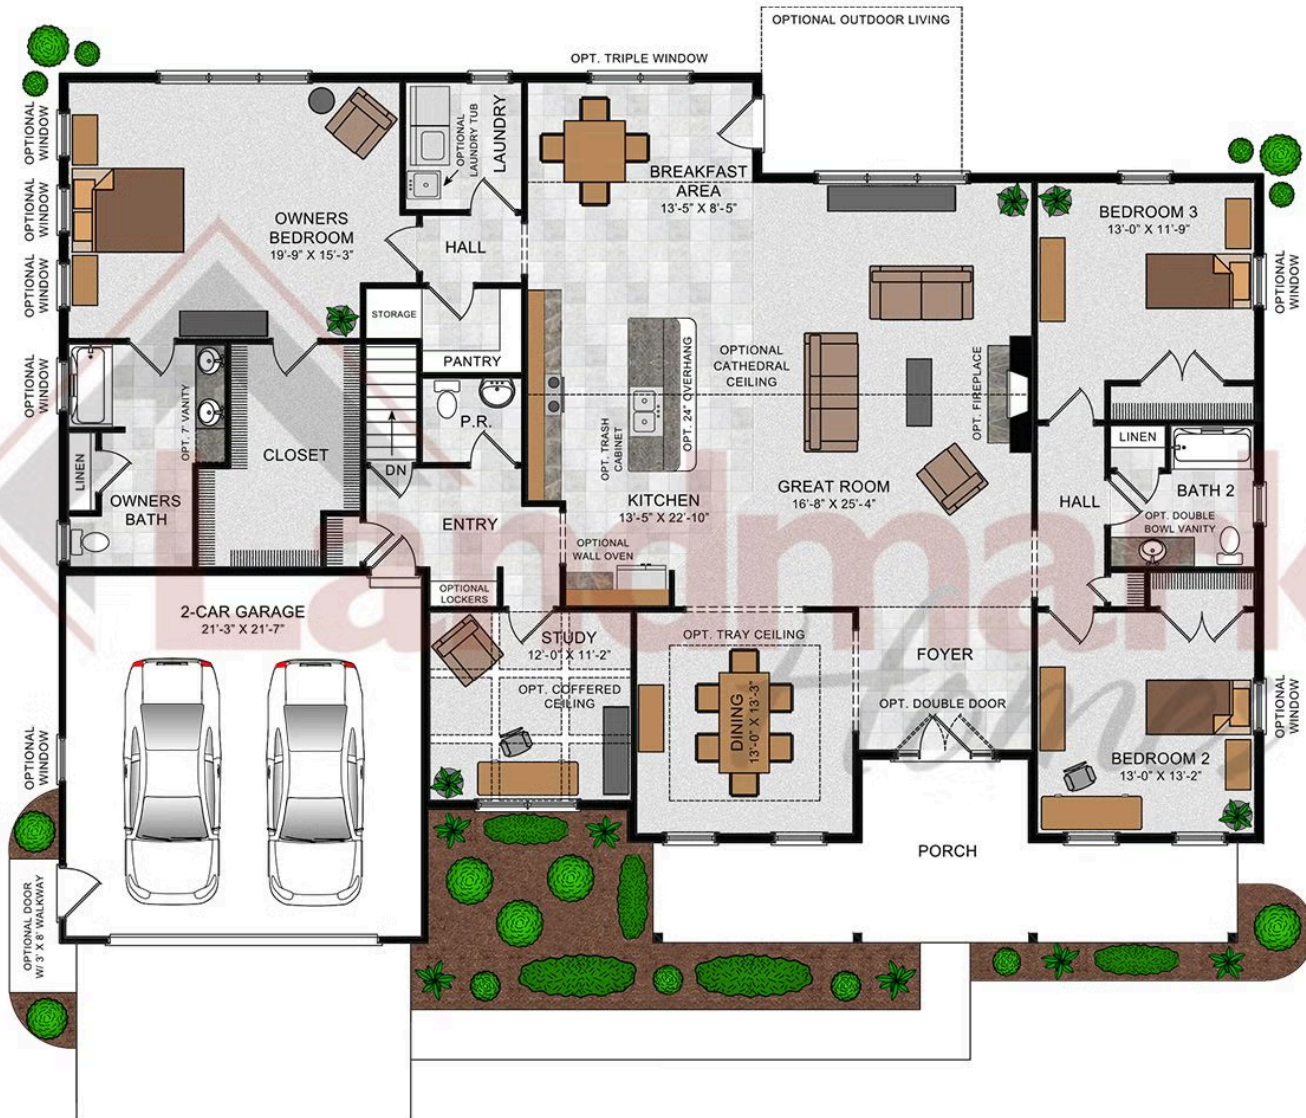 OPTIONAL OUTDOOR LIVING
OPT. TRIPLE WINDOW
OPTIONAL
WINDOW
OPTIONAL
WINDOW
OPTIONAL
WINDOW
OPTIONAL
WINDOW
OWNERS
BEDROOM
19'-9" X 15'-3"
OPTIONAL
LAUNDRY TUB
LAUNDRY
HALL
STORAGE
PANTRY
BREAKFAST
AREA
13'-5" X 8'-5"
BEDROOM 3
13'-0" X 11'-9"
OPTIONAL
WINDOW
OPTIONAL
CATHEDRAL
CEILING
OPT. FIREPLACE
OPT. 24" OVERHANG
OPT. TRASH
CABINET
KITCHEN
13'-5" X 22'-10"
GREAT ROOM
16'-8" X 25'-4"
OPT. 7' VANITY
LINEN
OWNERS
BATH
CLOSET
P.R.
DN
ENTRY
OPTIONAL
WALL OVEN
OPTIONAL
LOCKERS
LINEN
HALL
BATH 2
OPT. DOUBLE
BOWL VANITY
2-CAR GARAGE
21'-3" X 21'-7"
STUDY
12'-0" X 11'-2"
OPT. COFFERED
CEILING
OPT. TRAY CEILING
DINING
13'-0" X 13'-3"
FOYER
OPT. DOUBLE DOOR
BEDROOM 2
13'-0" X 13'-2"
OPTIONAL
WINDOW
OPTIONAL
WINDOW
PORCH
OPTIONAL DOOR
W/ 3' X 8' WALKWAY
Landmark
Homes